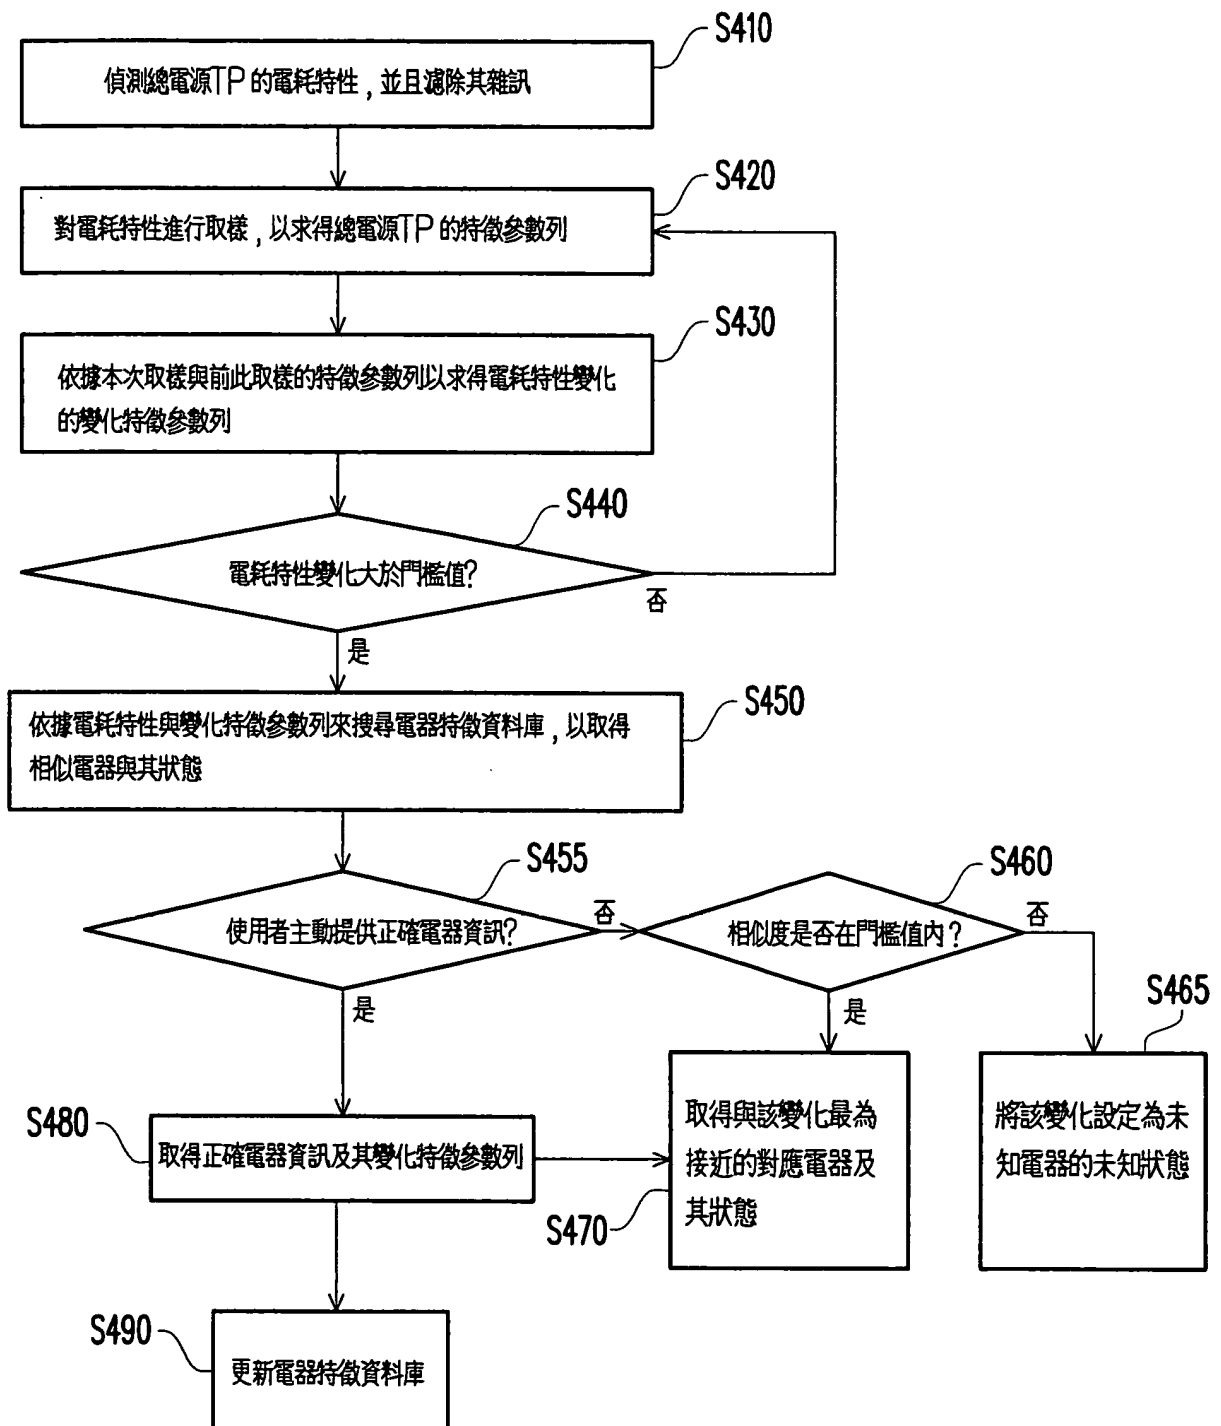 S410
偵測總電源TP的電耗特性，並且濾除其雜訊
S420
對電耗特性進行取樣，以求得總電源TP的特徵參數列
S430
依據本次取樣與前此取樣的特徵參數列以求得電耗特性變化
的變化特徵參數列
S440
電耗特性變化大於門檻值?
否
是
S450
依據電耗特性與變化特徵參數列來搜尋電器特徵資料庫，以取得
相似電器與其狀態
S455
使用者主動提供正確電器資訊?
否
是
S460
相似度是否在門檻值內?
否
是
S465
將該變化設定為未
知電器的未知狀態
S470
取得與該變化最為
接近的對應電器及
其狀態
S480
取得正確電器資訊及其變化特徵參數列
S490
更新電器特徵資料庫